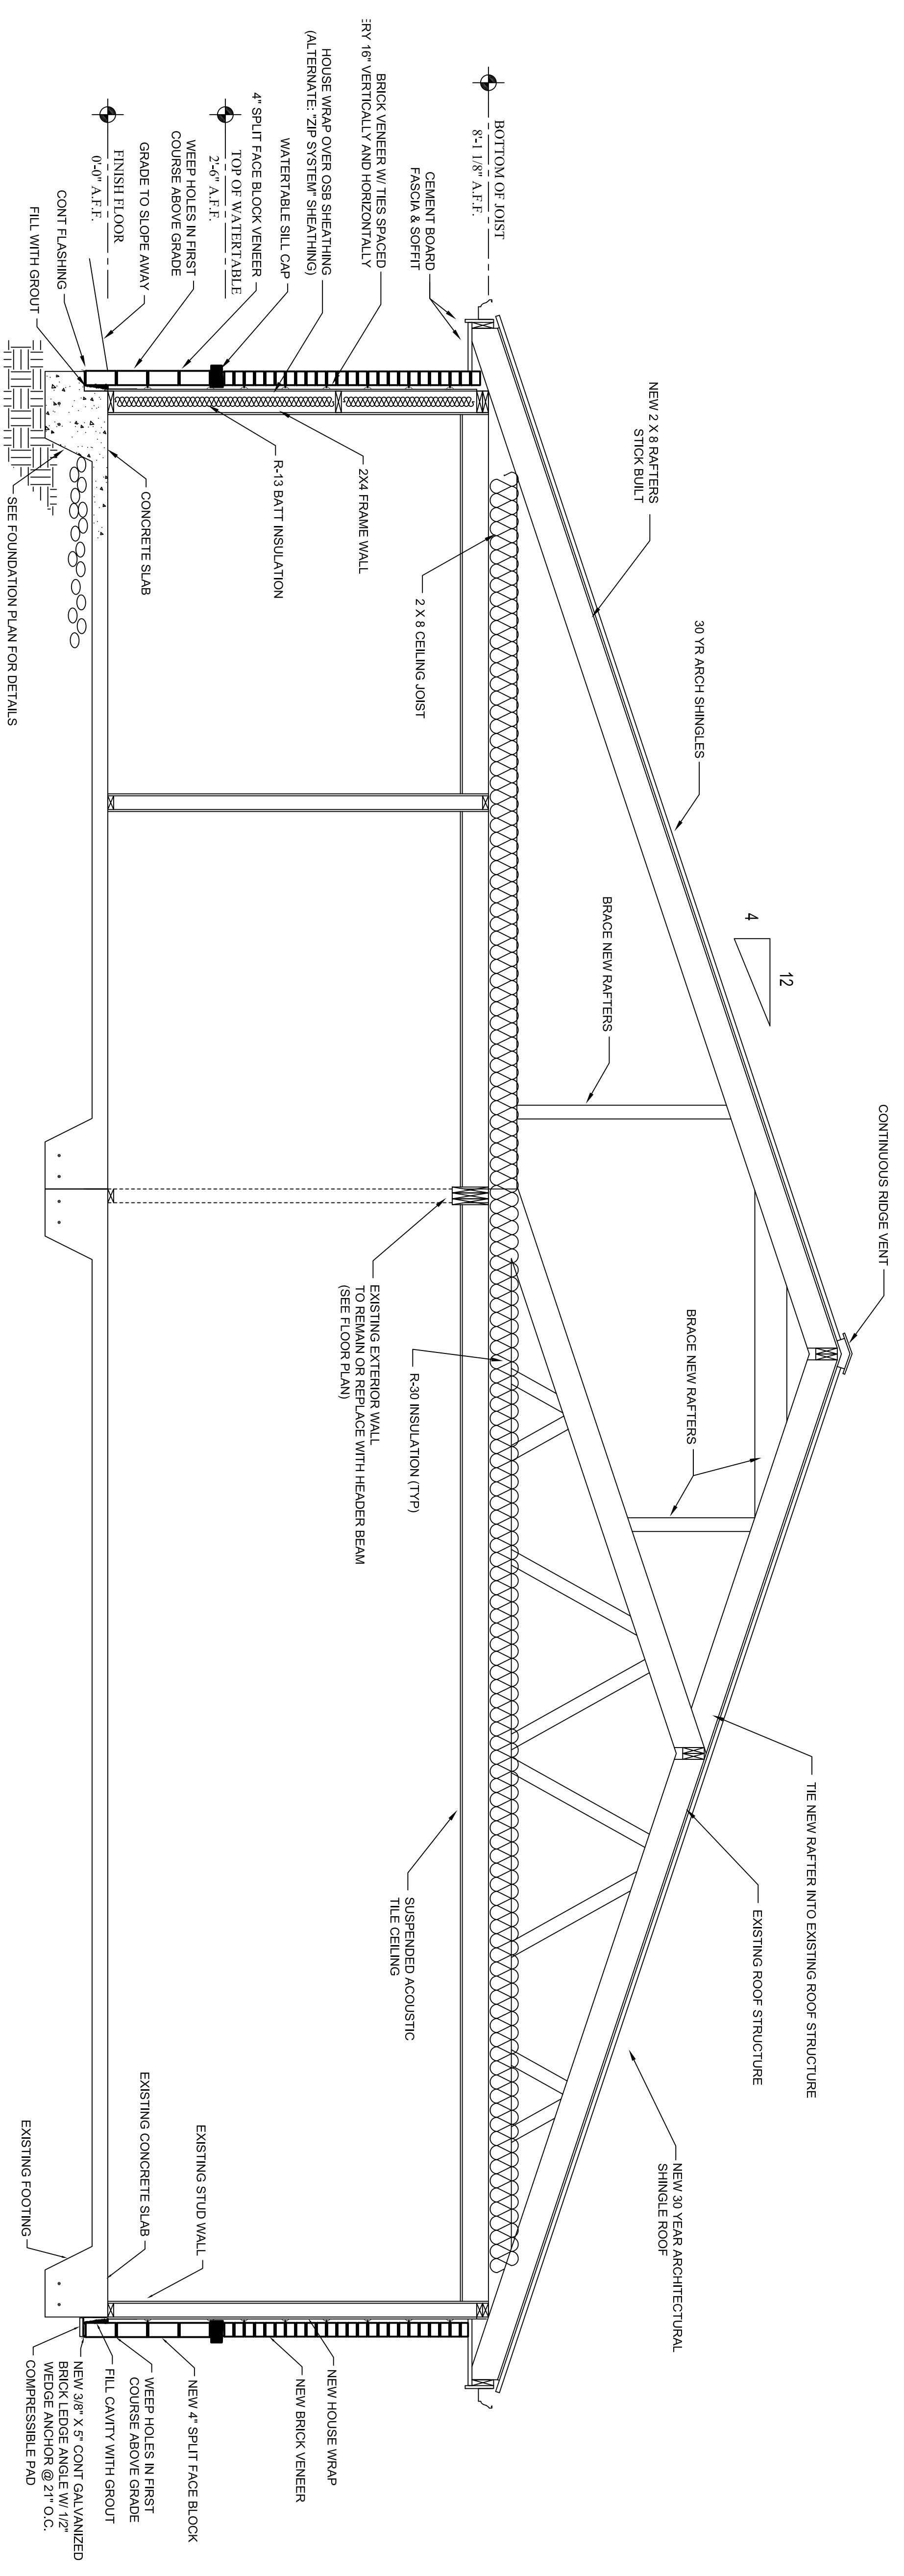 CONTINUOUS RIDGE VENT
4
12
TIE NEW RAFTER INTO EXISTING ROOF STRUCTURE
EXISTING ROOF STRUCTURE
30 YR ARCH SHINGLES
BRACE NEW RAFTERS
NEW 30 YEAR ARCHITECTURAL
SHINGLE ROOF
NEW 2 X 8 RAFTERS
STICK BUILT
BRACE NEW RAFTERS
BOTTOM OF JOIST
8'-1 1/8" A.F.F.
CEMENT BOARD
FASCIA & SOFFIT
BRICK VENEER W/ TIES SPACED
16" VERTICALLY AND HORIZONTALLY
HOUSE WRAP OVER OSB SHEATHING
(ALTERNATE: "ZIP SYSTEM" SHEATHING)
WATERTABLE SILL CAP
4" SPLIT FACE BLOCK VENEER
TOP OF WATERTABLE
2'-6" A.F.F.
WEEP HOLES IN FIRST
COURSE ABOVE GRADE
GRADE TO SLOPE AWAY
FINISH FLOOR
0'-0" A.F.F.
CONT FLASHING
FILL WITH GROUT
2 X 8 CEILING JOIST
2X4 FRAME WALL
R-13 BATT INSULATION
CONCRETE SLAB
SEE FOUNDATION PLAN FOR DETAILS
R-30 INSULATION (TYP)
EXISTING EXTERIOR WALL
TO REMAIN OR REPLACE WITH HEADER BEAM
(SEE FLOOR PLAN)
SUSPENDED ACOUSTIC
TILE CEILING
EXISTING STUD WALL
EXISTING CONCRETE SLAB
EXISTING FOOTING
NEW HOUSE WRAP
NEW BRICK VENEER
NEW 4" SPLIT FACE BLOCK
WEEP HOLES IN FIRST
COURSE ABOVE GRADE
FILL CAVITY WITH GROUT
NEW 3/8" X 5" CONT GALVANIZED
BRICK LEDGE ANGLE W/ 1/2"
WEDGE ANCHOR @ 21" O.C.
COMPRESSIBLE PAD